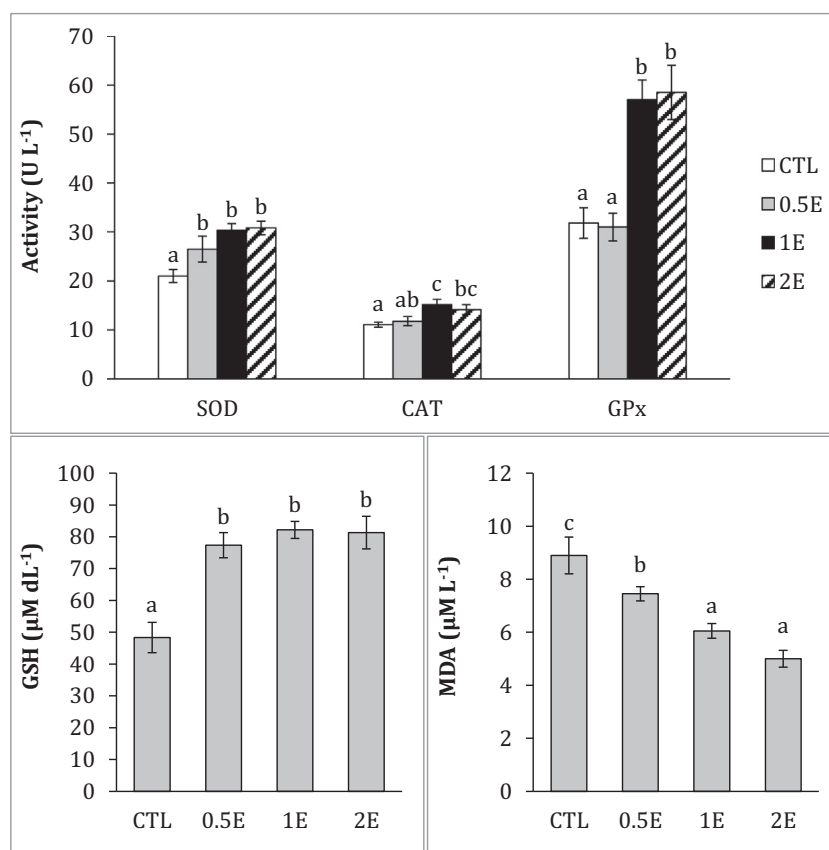 70
60
50
40
30
20
10
0
Activity (U L⁻¹)
a b b b
a ab c bc
a a b b
SOD CAT GPx
CTL
0.5E
1E
2E
100
90
80
70
60
50
40
30
20
10
0
GSH (µM dL⁻¹)
a b b b
CTL 0.5E 1E 2E
12
10
8
6
4
2
0
MDA (µM L⁻¹)
c b a a
CTL 0.5E 1E 2E